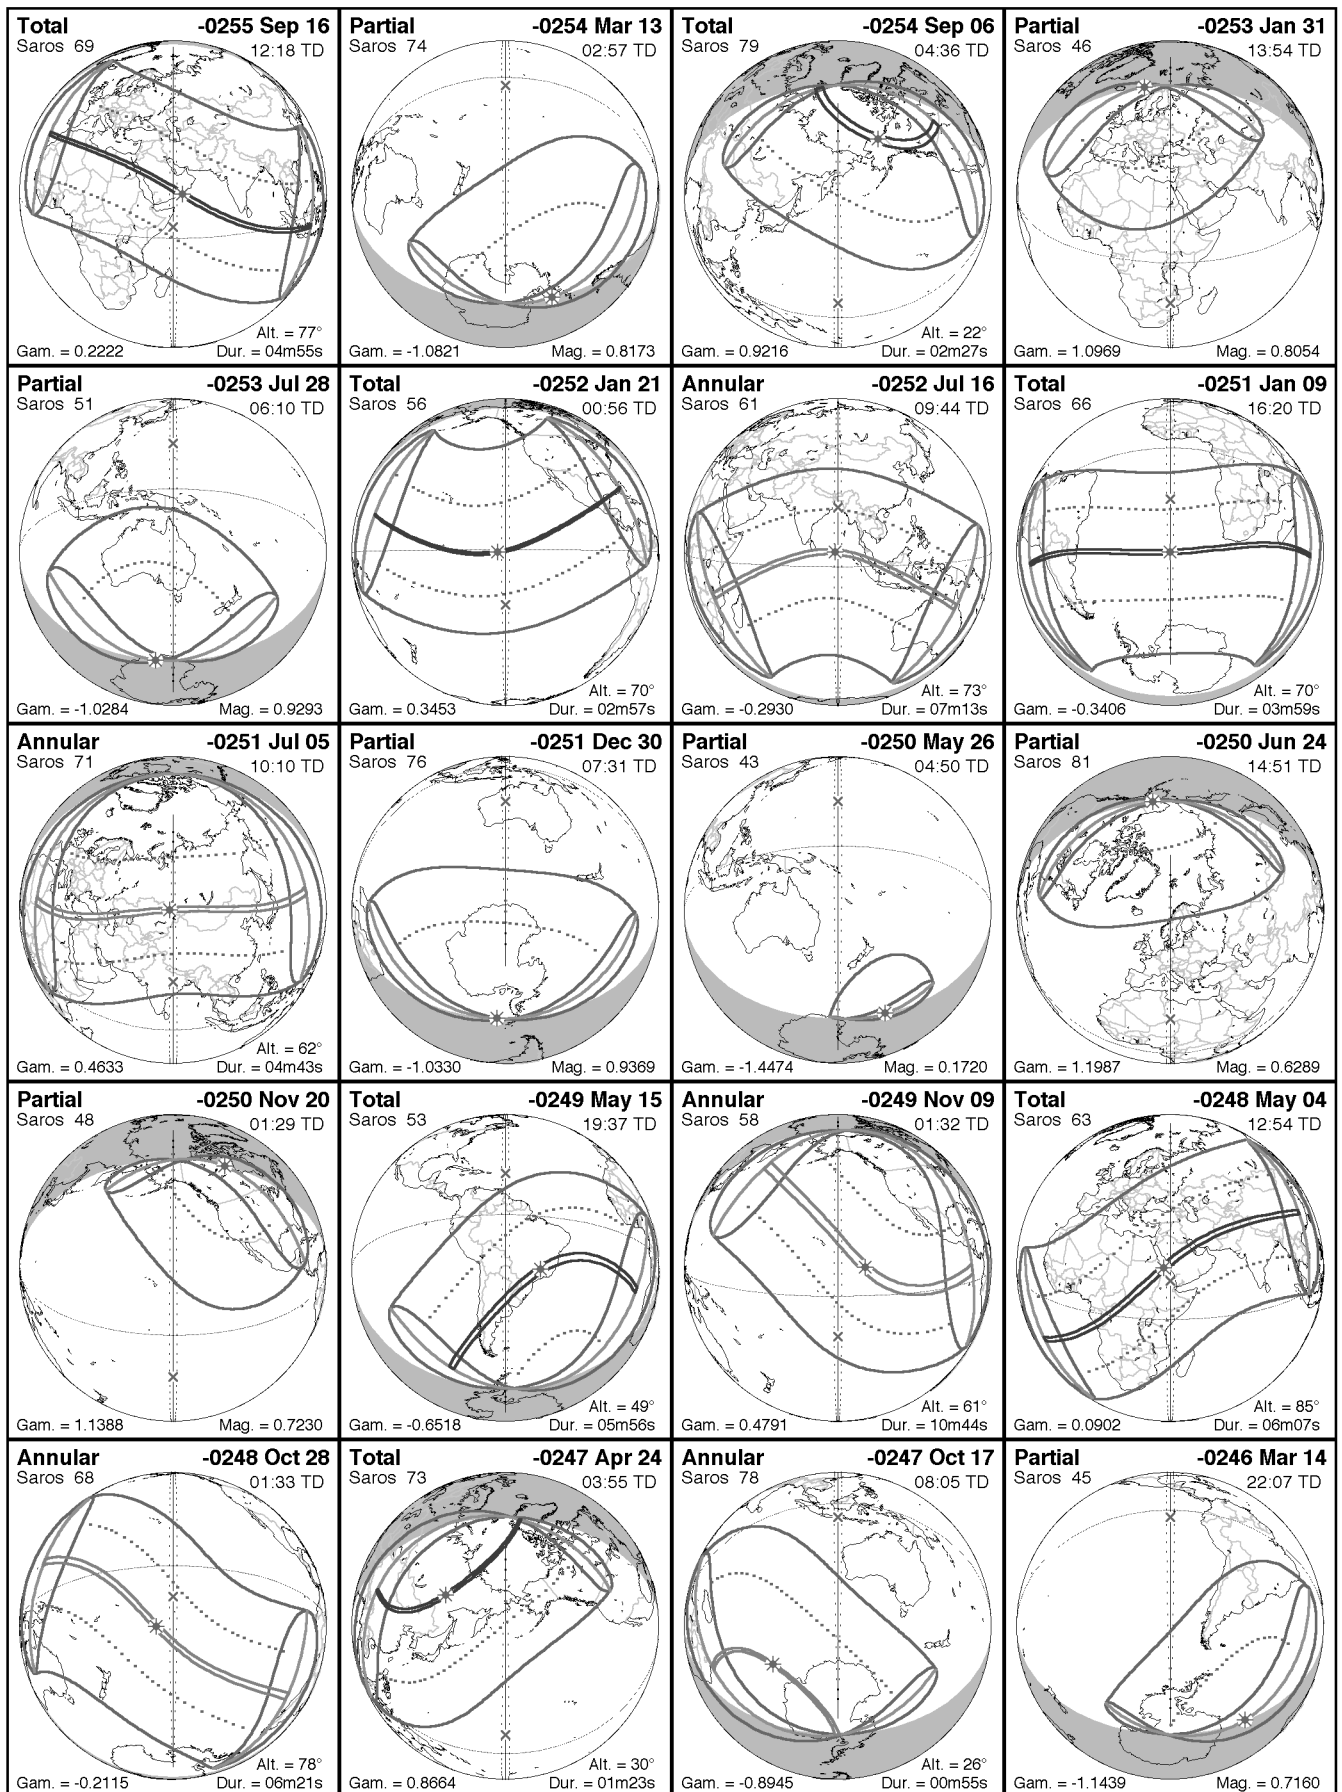 Total -0255 Sep 16
Saros 69 12:18 TD
Alt. = 77°
Gam. = 0.2222 Dur. = 04m55s
Partial -0254 Mar 13
Saros 74 02:57 TD
Gam. = -1.0821 Mag. = 0.8173
Total -0254 Sep 06
Saros 79 04:36 TD
Alt. = 22°
Gam. = 0.9216 Dur. = 02m27s
Partial -0253 Jan 31
Saros 46 13:54 TD
Gam. = 1.0969 Mag. = 0.8054
Partial -0253 Jul 28
Saros 51 06:10 TD
Gam. = -1.0284 Mag. = 0.9293
Total -0252 Jan 21
Saros 56 00:56 TD
Alt. = 70°
Gam. = 0.3453 Dur. = 02m57s
Annular -0252 Jul 16
Saros 61 09:44 TD
Alt. = 73°
Gam. = -0.2930 Dur. = 07m13s
Total -0251 Jan 09
Saros 66 16:20 TD
Alt. = 70°
Gam. = -0.3406 Dur. = 03m59s
Annular -0251 Jul 05
Saros 71 10:10 TD
Alt. = 62°
Gam. = 0.4633 Dur. = 04m43s
Partial -0251 Dec 30
Saros 76 07:31 TD
Gam. = -1.0330 Mag. = 0.9369
Partial -0250 May 26
Saros 43 04:50 TD
Gam. = -1.4474 Mag. = 0.1720
Partial -0250 Jun 24
Saros 81 14:51 TD
Gam. = 1.1987 Mag. = 0.6289
Partial -0250 Nov 20
Saros 48 01:29 TD
Gam. = 1.1388 Mag. = 0.7230
Total -0249 May 15
Saros 53 19:37 TD
Alt. = 49°
Gam. = -0.6518 Dur. = 05m56s
Annular -0249 Nov 09
Saros 58 01:32 TD
Alt. = 61°
Gam. = 0.4791 Dur. = 10m44s
Total -0248 May 04
Saros 63 12:54 TD
Alt. = 85°
Gam. = 0.0902 Dur. = 06m07s
Annular -0248 Oct 28
Saros 68 01:33 TD
Alt. = 78°
Gam. = -0.2115 Dur. = 06m21s
Total -0247 Apr 24
Saros 73 03:55 TD
Alt. = 30°
Gam. = 0.8664 Dur. = 01m23s
Annular -0247 Oct 17
Saros 78 08:05 TD
Alt. = 26°
Gam. = -0.8945 Dur. = 00m55s
Partial -0246 Mar 14
Saros 45 22:07 TD
Gam. = -1.1439 Mag. = 0.7160